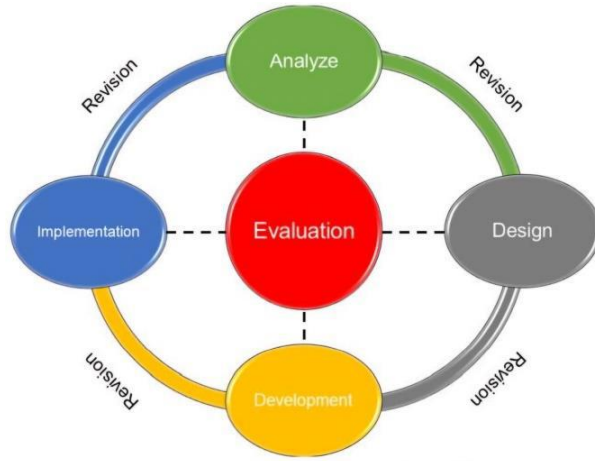 Analyze
Revision
Revision
Implementation
Evaluation
Design
Revision
Revision
Development